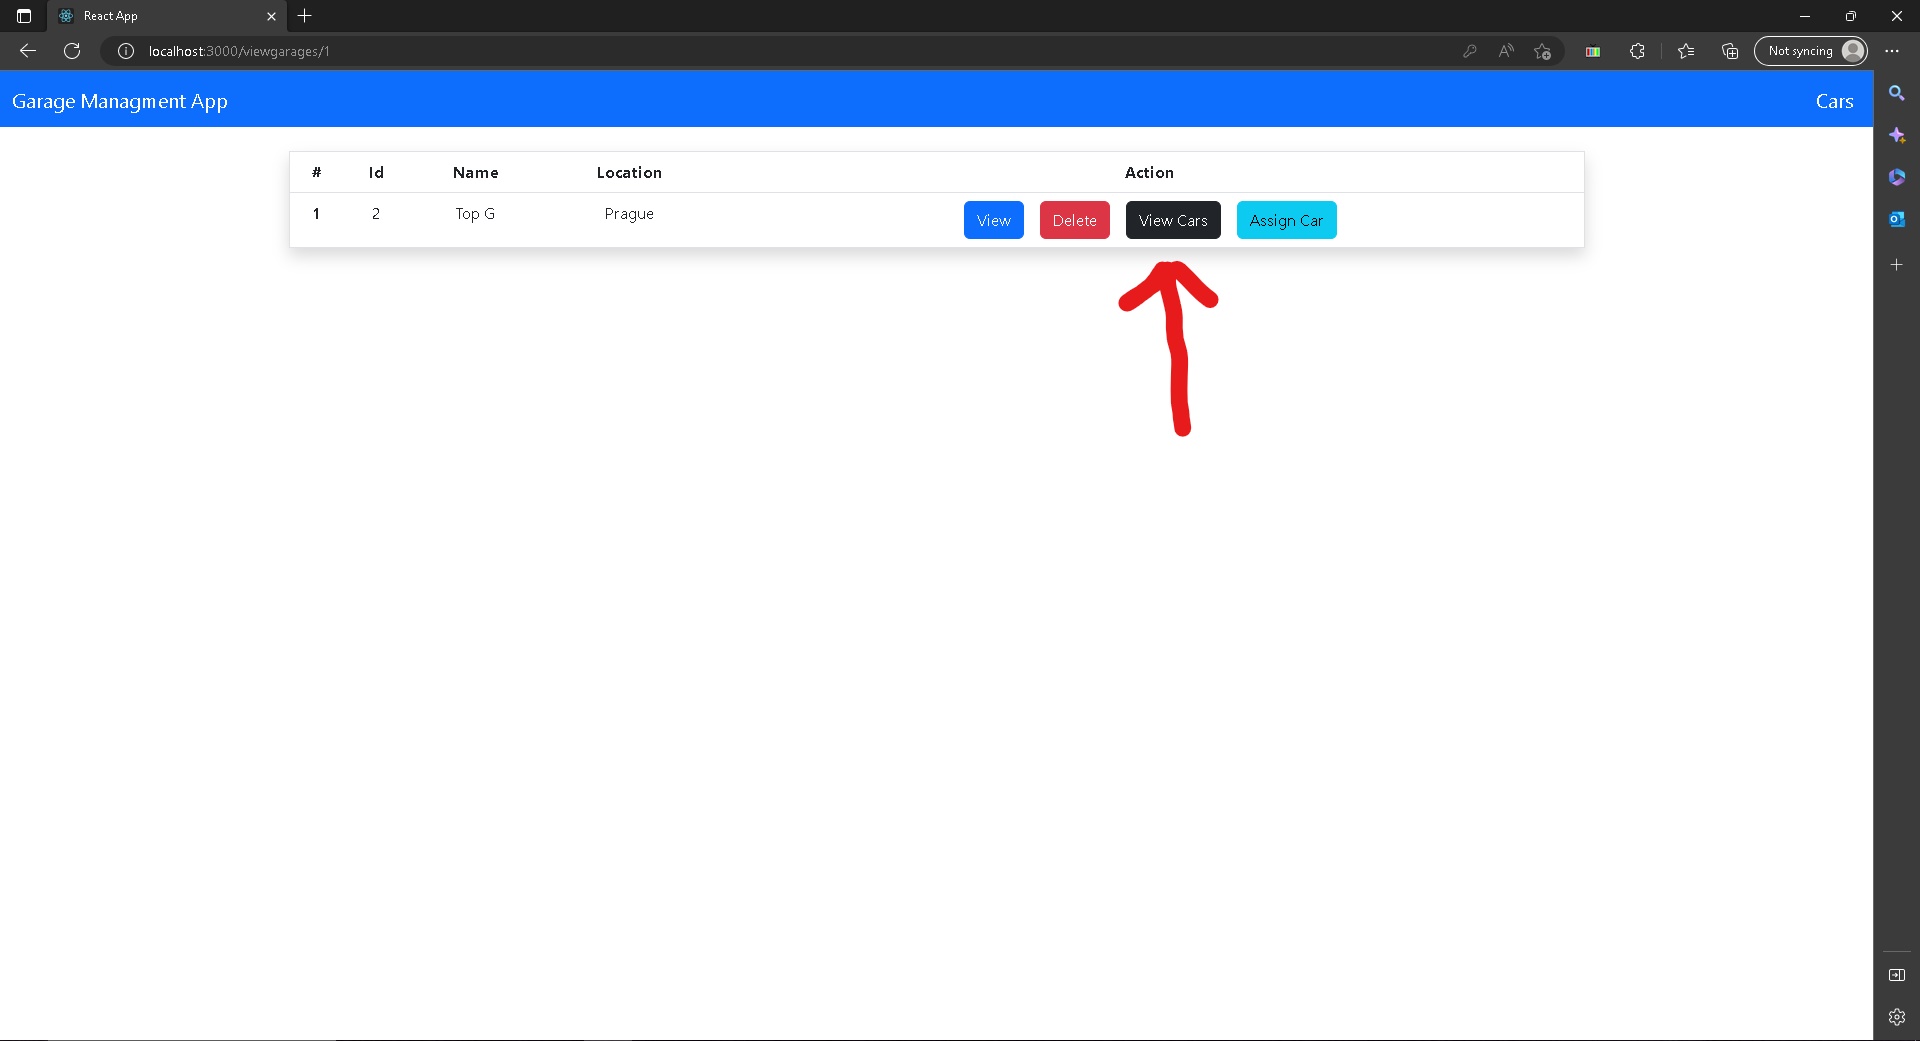 React App
localhost:3000/viewgarages/1
Not syncing
Garage Managment App
Cars
# Id Name Location Action
1 2 Top G Prague View Delete View Cars Assign Car